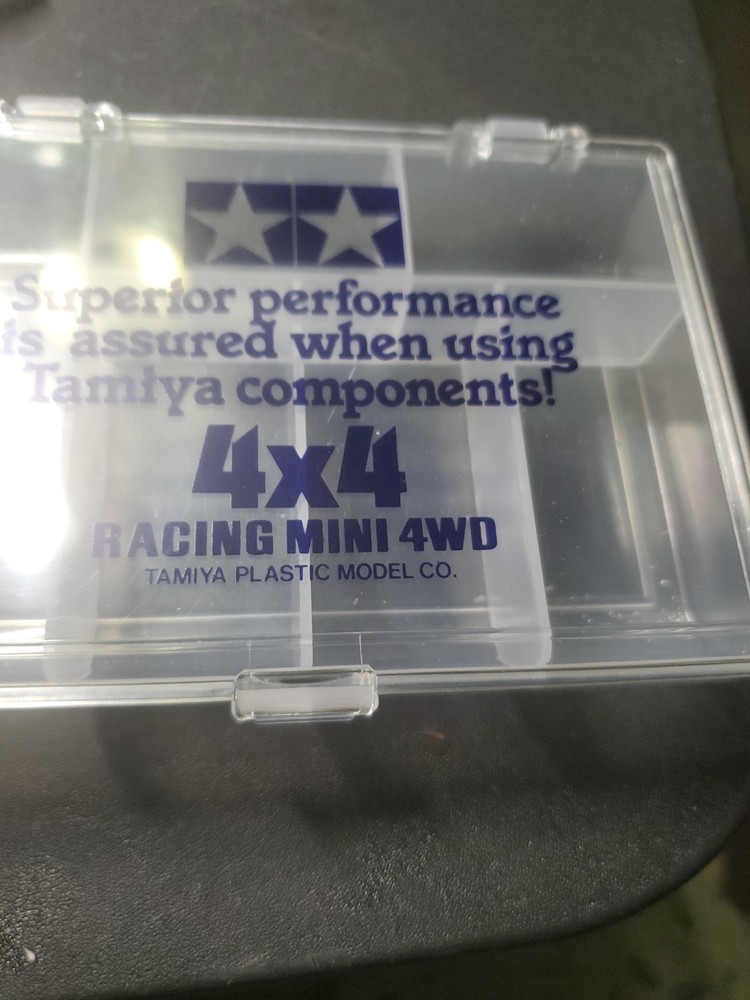 Superior performance
is assured when using
Tamiya components!
4x4
RACING MINI 4WD
TAMIYA PLASTIC MODEL CO.